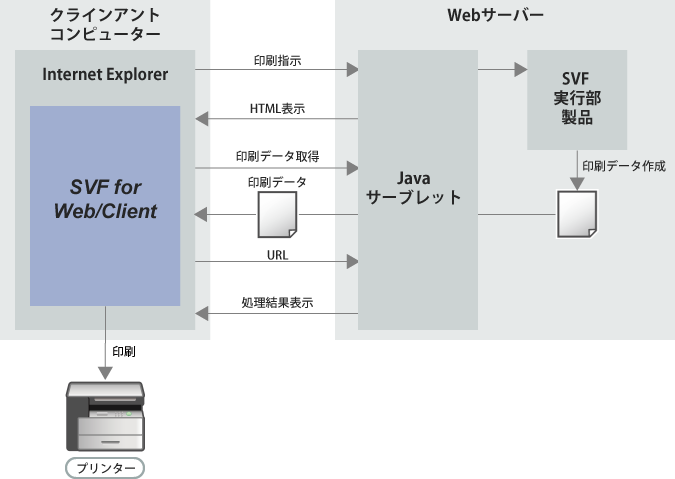 クラインアント
コンピューター
Webサーバー
Internet Explorer
SVF for
Web/Client
印刷指示
HTML表示
印刷データ取得
印刷データ
URL
処理結果表示
Java
サーブレット
SVF
実行部
製品
印刷データ作成
印刷
プリンター